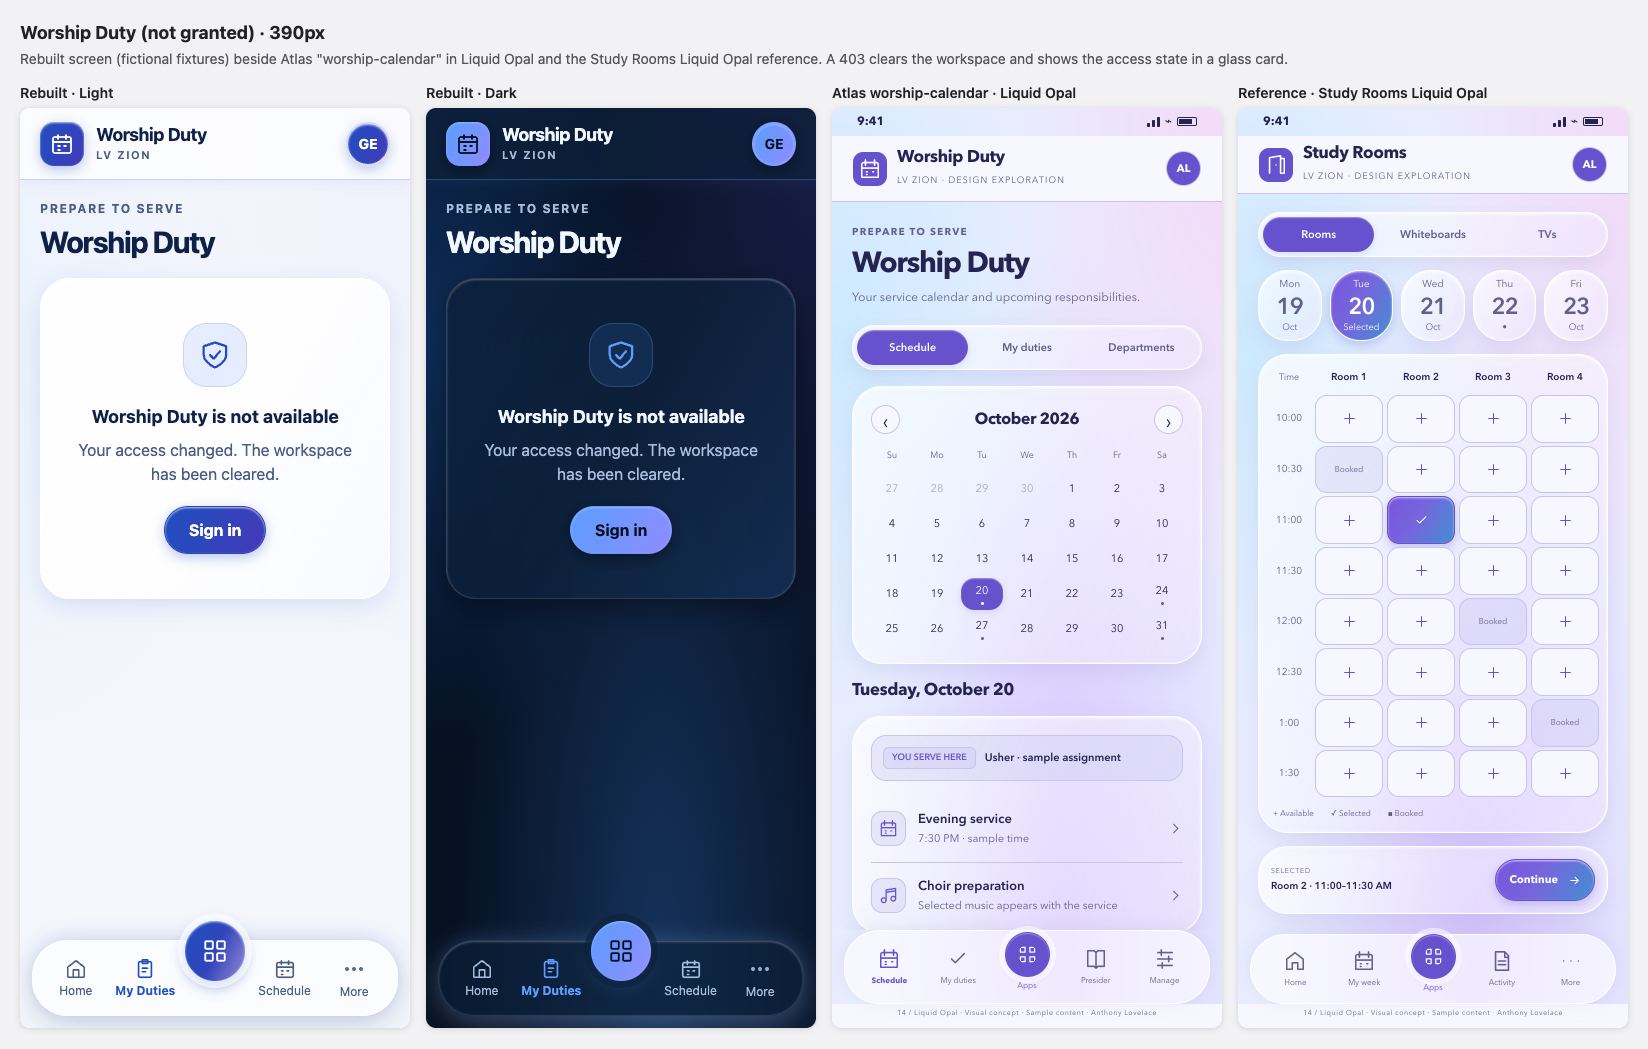 Worship Duty (not granted) · 390px
Rebuilt screen (fictional fixtures) beside Atlas "worship-calendar" in Liquid Opal and the Study Rooms Liquid Opal reference. A 403 clears the workspace and shows the access state in a glass card.
Rebuilt · Light
Worship Duty
LV ZION
GE
PREPARE TO SERVE
Worship Duty
Worship Duty is not available
Your access changed. The workspace
has been cleared.
Sign in
Home
My Duties
Schedule
More
Rebuilt · Dark
Worship Duty
LV ZION
GE
PREPARE TO SERVE
Worship Duty
Worship Duty is not available
Your access changed. The workspace
has been cleared.
Sign in
Home
My Duties
Schedule
More
Atlas worship-calendar · Liquid Opal
9:41
Worship Duty
LV ZION · DESIGN EXPLORATION
AL
PREPARE TO SERVE
Worship Duty
Your service calendar and upcoming responsibilities.
Schedule My duties Departments
‹ October 2026 ›
Su Mo Tu We Th Fr Sa
27 28 29 30 1 2 3
4 5 6 7 8 9 10
11 12 13 14 15 16 17
18 19 20 21 22 23 24
25 26 27 28 29 30 31
Tuesday, October 20
YOU SERVE HERE Usher · sample assignment
Evening service
7:30 PM · sample time
Choir preparation
Selected music appears with the service
Schedule My duties Apps Presider Manage
14 / Liquid Opal · Visual concept · Sample content · Anthony Lovelace
Reference · Study Rooms Liquid Opal
9:41
Study Rooms
LV ZION · DESIGN EXPLORATION
AL
Rooms Whiteboards TVs
Mon Tue Wed Thu Fri
19 20 21 22 23
Oct Selected Oct • Oct
Time Room 1 Room 2 Room 3 Room 4
10:00 + + + +
10:30 Booked + + +
11:00 + ✓ + +
11:30 + + + +
12:00 + + Booked +
12:30 + + + +
1:00 + + + Booked
1:30 + + + +
+ Available ✓ Selected ■ Booked
SELECTED
Room 2 · 11:00–11:30 AM
Continue →
Home My week Apps Activity More
14 / Liquid Opal · Visual concept · Sample content · Anthony Lovelace